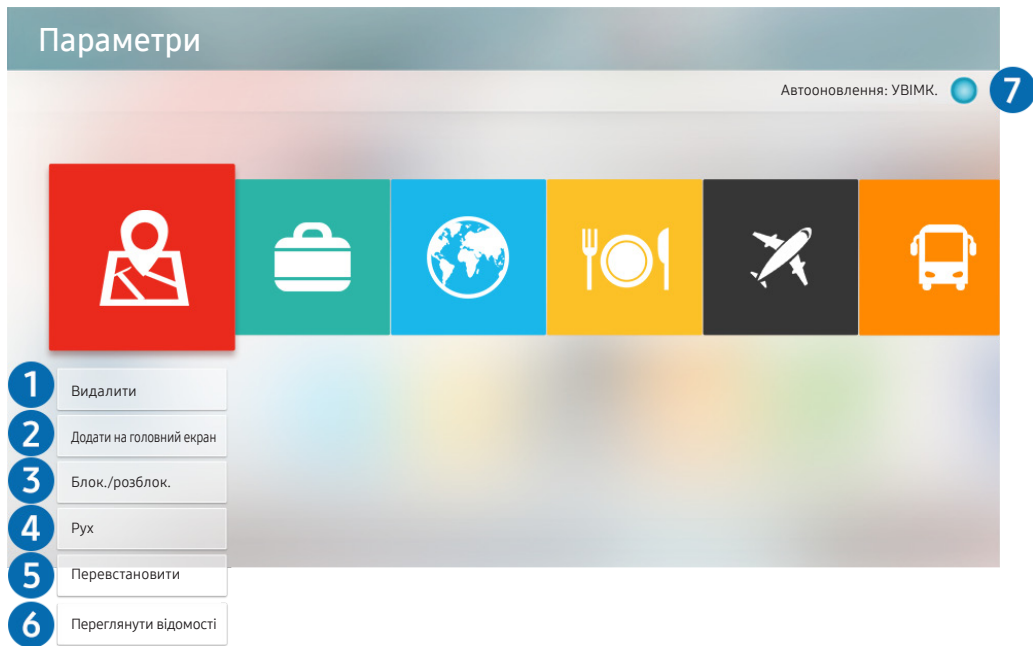 Параметри
Автооновлення: УВІМК.
7
1
Видалити
2
Додати на головний екран
3
Блок./розблок.
4
Рух
5
Перевстановити
6
Переглянути відомості